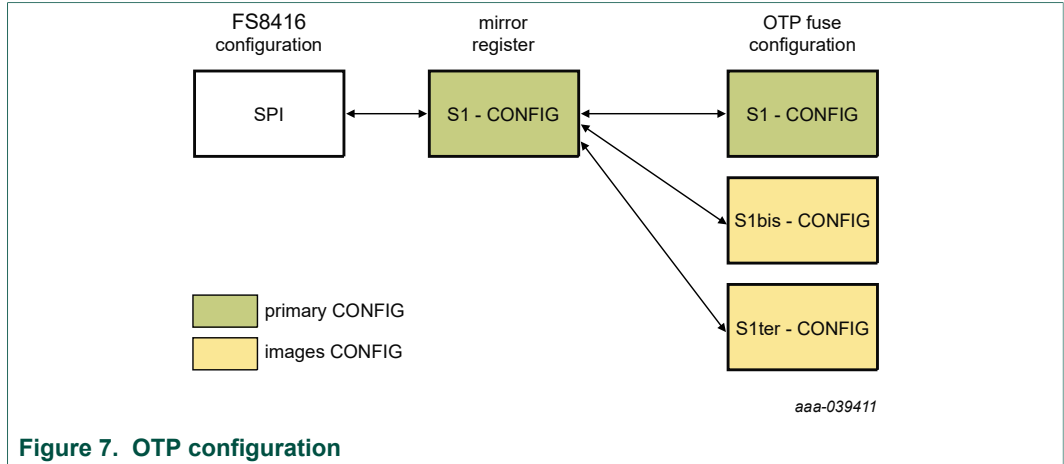 FS8416
configuration
mirror
register
OTP fuse
configuration
SPI
S1 - CONFIG
S1 - CONFIG
S1bis - CONFIG
S1ter - CONFIG
primary CONFIG
images CONFIG
aaa-039411
Figure 7. OTP configuration